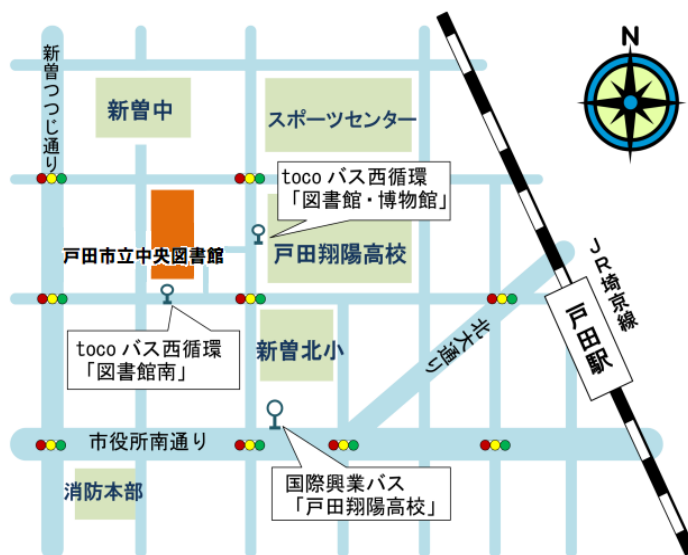 N
新曽つつじ通り
新曽中
スポーツセンター
tocoバス西循環
「図書館・博物館」
戸田市立中央図書館
戸田翔陽高校
JR埼京線
戸田駅
北大通り
tocoバス西循環
「図書館南」
新曽北小
市役所南通り
消防本部
国際興業バス
「戸田翔陽高校」